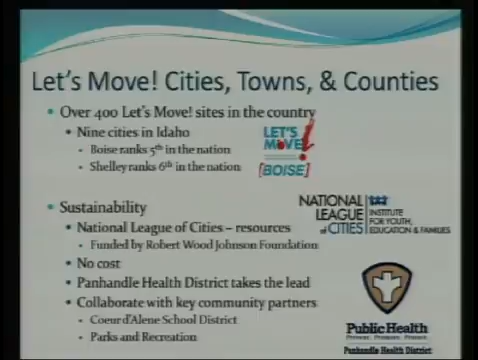 Let's Move! Cities, Towns, & Counties
Over 400 Let's Move! sites in the country
Nine cities in Idaho
Boise ranks 5th in the nation
Shelley ranks 6th in the nation
LET'S
MOVE!
[BOISE]
Sustainability
National League of Cities – resources
Funded by Robert Wood Johnson Foundation
No cost
Panhandle Health District takes the lead
Collaborate with key community partners
Coeur d'Alene School District
Parks and Recreation
NATIONAL
LEAGUE
of CITIES
INSTITUTE
FOR YOUTH,
EDUCATION & FAMILIES
Public Health
Prevent. Promote. Protect.
Panhandle Health District